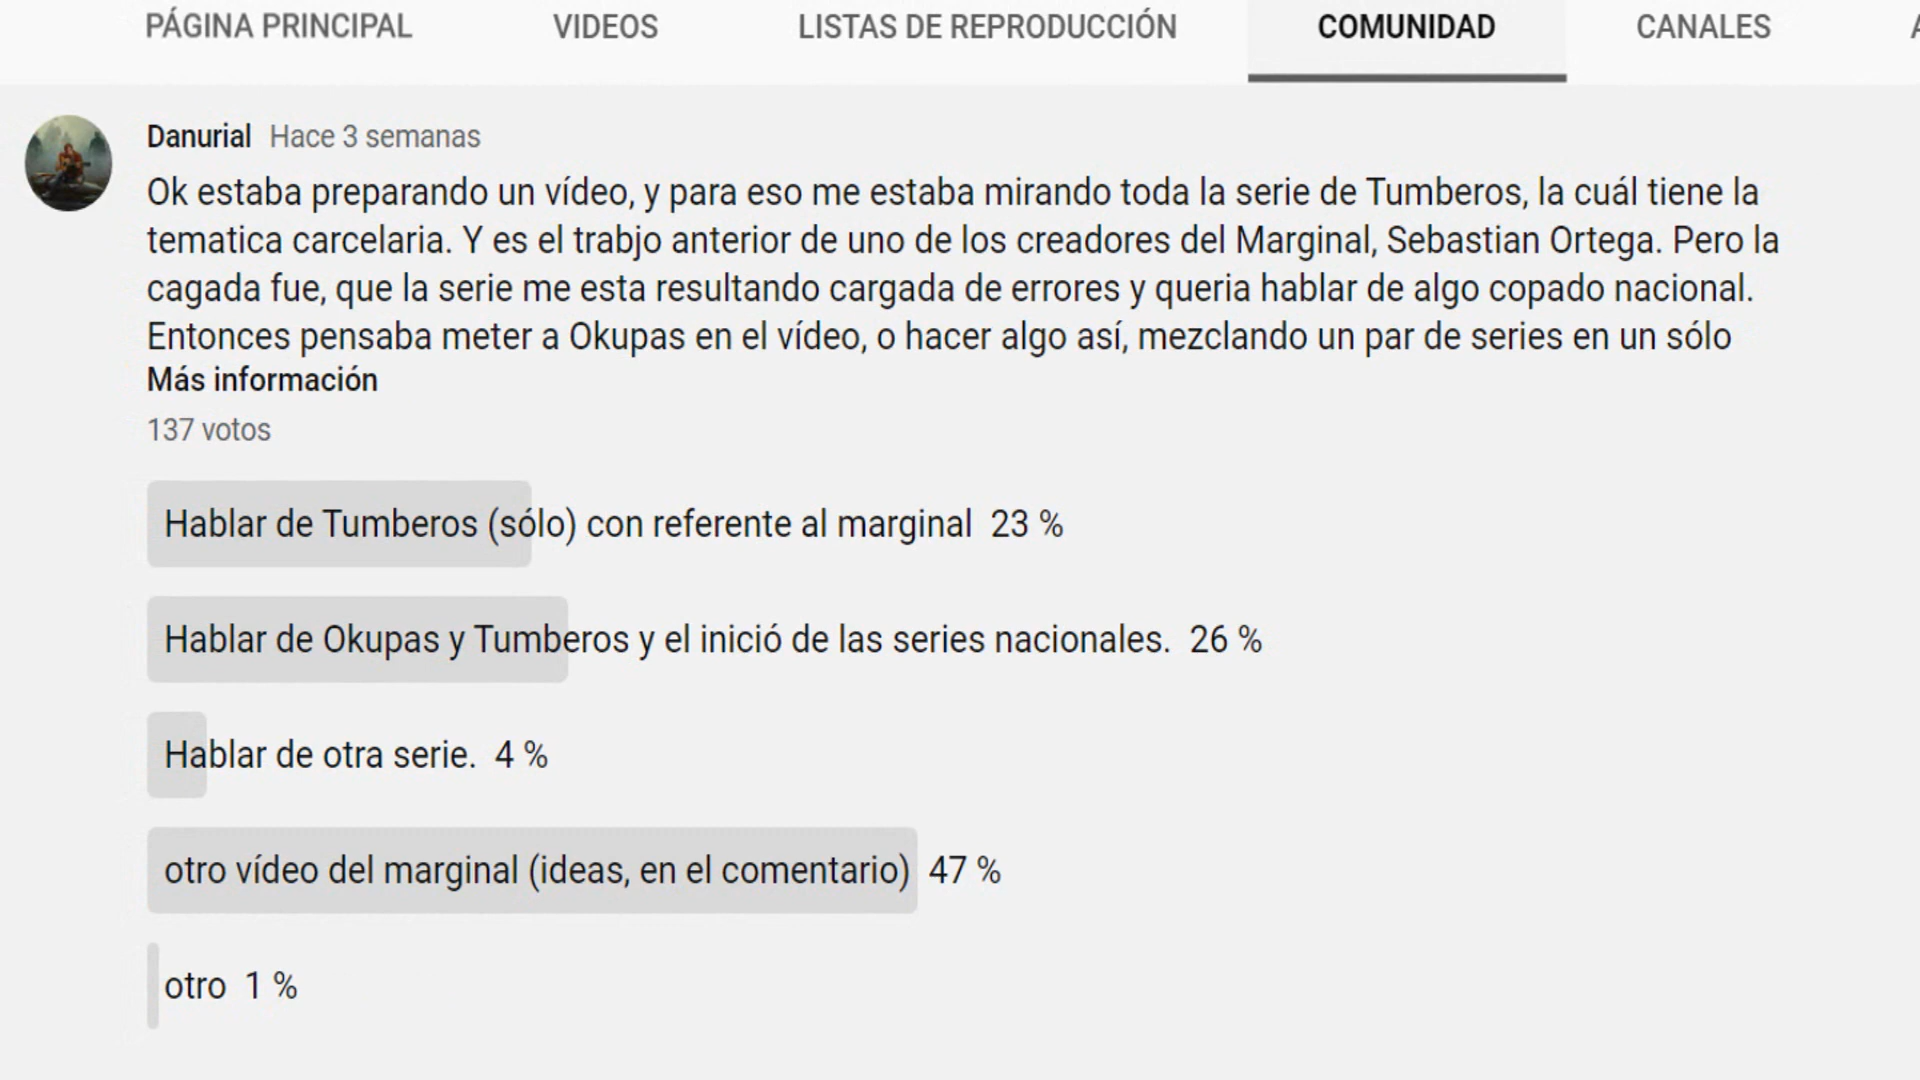 PÁGINA PRINCIPAL VIDEOS LISTAS DE REPRODUCCIÓN COMUNIDAD CANALES
Danurial Hace 3 semanas
Ok estaba preparando un vídeo, y para eso me estaba mirando toda la serie de Tumberos, la cuál tiene la
tematica carcelaria. Y es el trabjo anterior de uno de los creadores del Marginal, Sebastian Ortega. Pero la
cagada fue, que la serie me esta resultando cargada de errores y queria hablar de algo copado nacional.
Entonces pensaba meter a Okupas en el vídeo, o hacer algo así, mezclando un par de series en un sólo
Más información
137 votos
Hablar de Tumberos (sólo) con referente al marginal 23 %
Hablar de Okupas y Tumberos y el inició de las series nacionales. 26 %
Hablar de otra serie. 4 %
otro vídeo del marginal (ideas, en el comentario) 47 %
otro 1 %